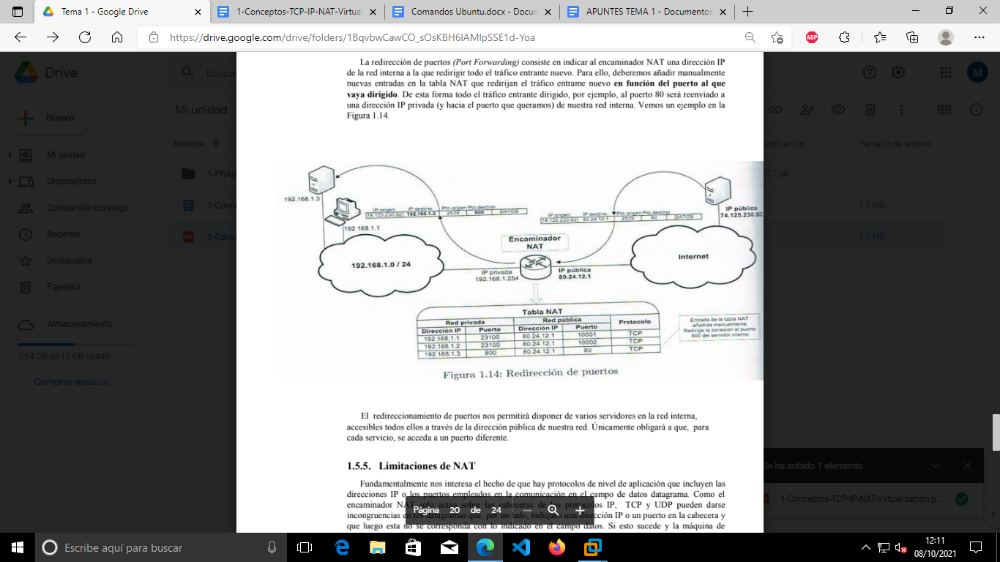 Tema 1 - Google Drive
1-Conceptos-TCP-IP-NAT-Virtual
Comandos Ubuntu.docx - Docum
APUNTES TEMA 1 - Documentos
https://drive.google.com/drive/folders/1BqvbwCawCO_sOsKBH6IAMIpSSE1d-Yoa
ABP
Drive
Buscar
M
Nuevo
Mi unidad
Ordenadores
Compartido conmigo
Reciente
Destacados
Papelera
Almacenamiento
7,64 GB de 15 GB usado
Comprar espacio
Mi unidad
Nombre
Tamaño de archivo
1-PRAC
021 yo
—
1-Conce
1,5 MB
1-Conce
1,1 MB
La redirección de puertos (Port Forwarding) consiste en indicar al encaminador NAT una dirección IP
de la red interna a la que redirigir todo el tráfico entrante nuevo. Para ello, deberemos añadir manualmente
nuevas entradas en la tabla NAT que redirijan el tráfico entrame nuevo en función del puerto al que
vaya dirigido. De esta forma todo el tráfico entrante dirigido, por ejemplo, al puerto 80 será reenviado a
una dirección IP privada (y hacia el puerto que queramos) de nuestra red interna. Vemos un ejemplo en la
Figura 1.14.
192.168.1.3
192.168.1.1
IP origen IP destino Pto origen Pto destino
74.125.230.82 192.168.1.3 2539 800 DATOS
IP origen IP destino Pto origen Pto destino
74.125.230.82 80.24.12.1 2539 80 DATOS
IP pública
74.125.230.82
Encaminador
NAT
192.168.1.0 / 24
Internet
IP privada
192.168.1.254
IP pública
80.24.12.1
Tabla NAT
Red privada Red pública Protocolo
Dirección IP Puerto Dirección IP Puerto
192.168.1.1 23100 80.24.12.1 10001 TCP
192.168.1.2 23100 80.24.12.1 10002 TCP
192.168.1.3 800 80.24.12.1 80 TCP
Entrada de la tabla NAT
añadida manualmente
Redirige la conexión al puerto
800 del servidor interno
Figura 1.14: Redirección de puertos
El redireccionamiento de puertos nos permitirá disponer de varios servidores en la red interna,
accesibles todos ellos a través de la dirección pública de nuestra red. Únicamente obligará a que, para
cada servicio, se acceda a un puerto diferente.
1.5.5. Limitaciones de NAT
Fundamentalmente nos interesa el hecho de que hay protocolos de nivel de aplicación que incluyen las
direcciones IP o los puertos empleados en la comunicación en el campo de datos datagrama. Como el
encaminador NAT solo actúa sobre las cabeceras de los protocolos IP, TCP y UDP pueden darse
incongruencias en los datagramas que, por un lado, indiquen una dirección IP o un puerto en la cabecera y
que luego esta no se corresponda con lo indicado en el campo datos. Si esto sucede y la máquina de
Página 20 de 24
Se ha subido 1 elemento
1-Conceptos-TCP-IP-NAT-Virtualización.p...
Escribe aquí para buscar
12:11
08/10/2021